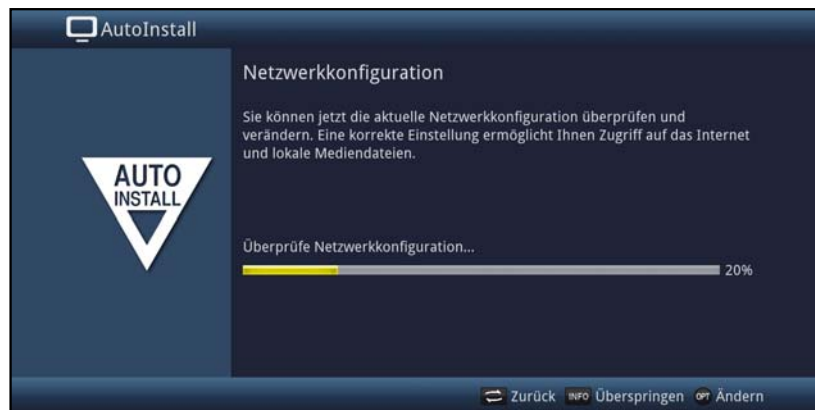 AutoInstall
Netzwerkkonfiguration
Sie können jetzt die aktuelle Netzwerkkonfiguration überprüfen und
verändern. Eine korrekte Einstellung ermöglicht Ihnen Zugriff auf das Internet
und lokale Mediendateien.
AUTO
INSTALL
Überprüfe Netzwerkkonfiguration...
20%
Zurück INFO Überspringen OPT Ändern